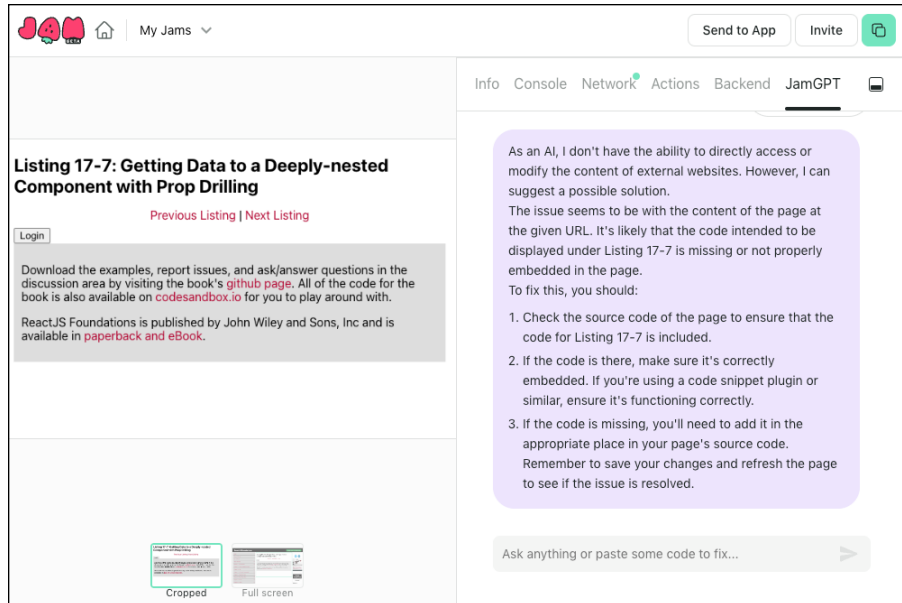 JAM
My Jams
Send to App
Invite
Info
Console
Network
Actions
Backend
JamGPT
Listing 17-7: Getting Data to a Deeply-nested
Component with Prop Drilling
Previous Listing | Next Listing
Login
Download the examples, report issues, and ask/answer questions in the
discussion area by visiting the book's github page. All of the code for the
book is also available on codesandbox.io for you to play around with.
ReactJS Foundations is published by John Wiley and Sons, Inc and is
available in paperback and eBook.
Cropped
Full screen
As an AI, I don't have the ability to directly access or
modify the content of external websites. However, I can
suggest a possible solution.
The issue seems to be with the content of the page at
the given URL. It's likely that the code intended to be
displayed under Listing 17-7 is missing or not properly
embedded in the page.
To fix this, you should:
1. Check the source code of the page to ensure that the
code for Listing 17-7 is included.
2. If the code is there, make sure it's correctly
embedded. If you're using a code snippet plugin or
similar, ensure it's functioning correctly.
3. If the code is missing, you'll need to add it in the
appropriate place in your page's source code.
Remember to save your changes and refresh the page
to see if the issue is resolved.
Ask anything or paste some code to fix...